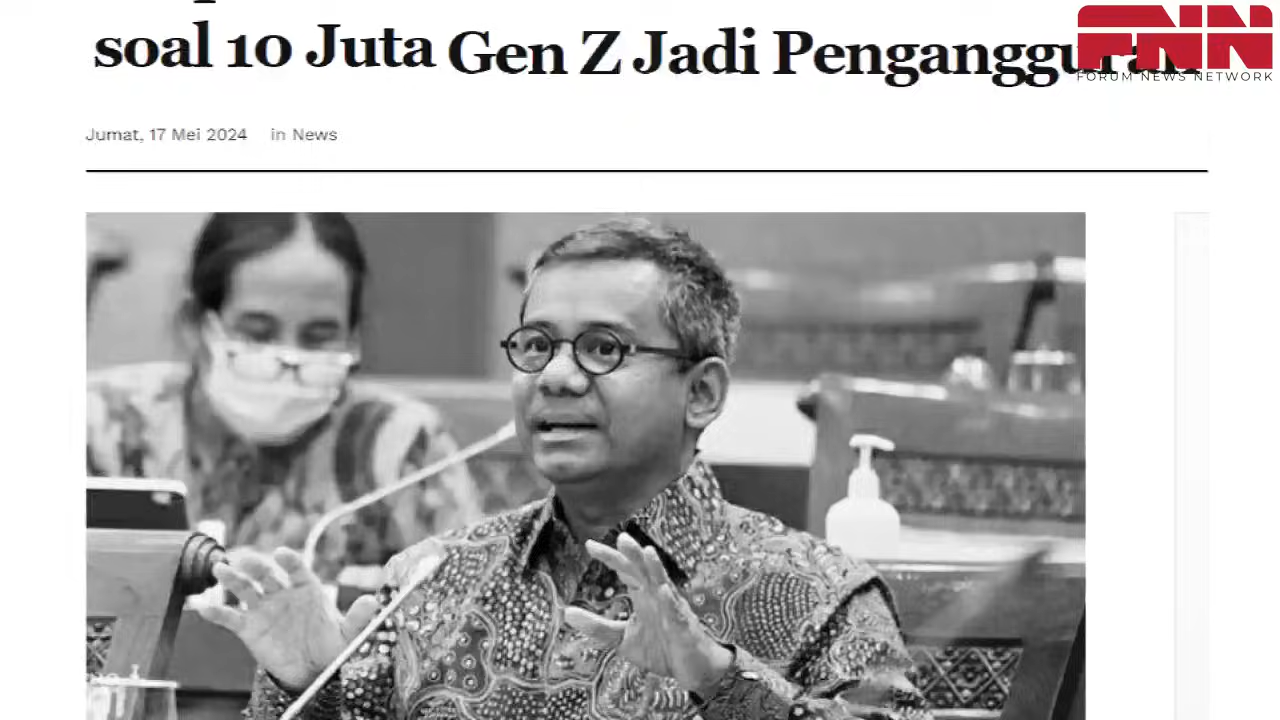 soal 10 Juta Gen Z Jadi Pengangguran
FNN
FORUM NEWS NETWORK
Jumat, 17 Mei 2024 in News